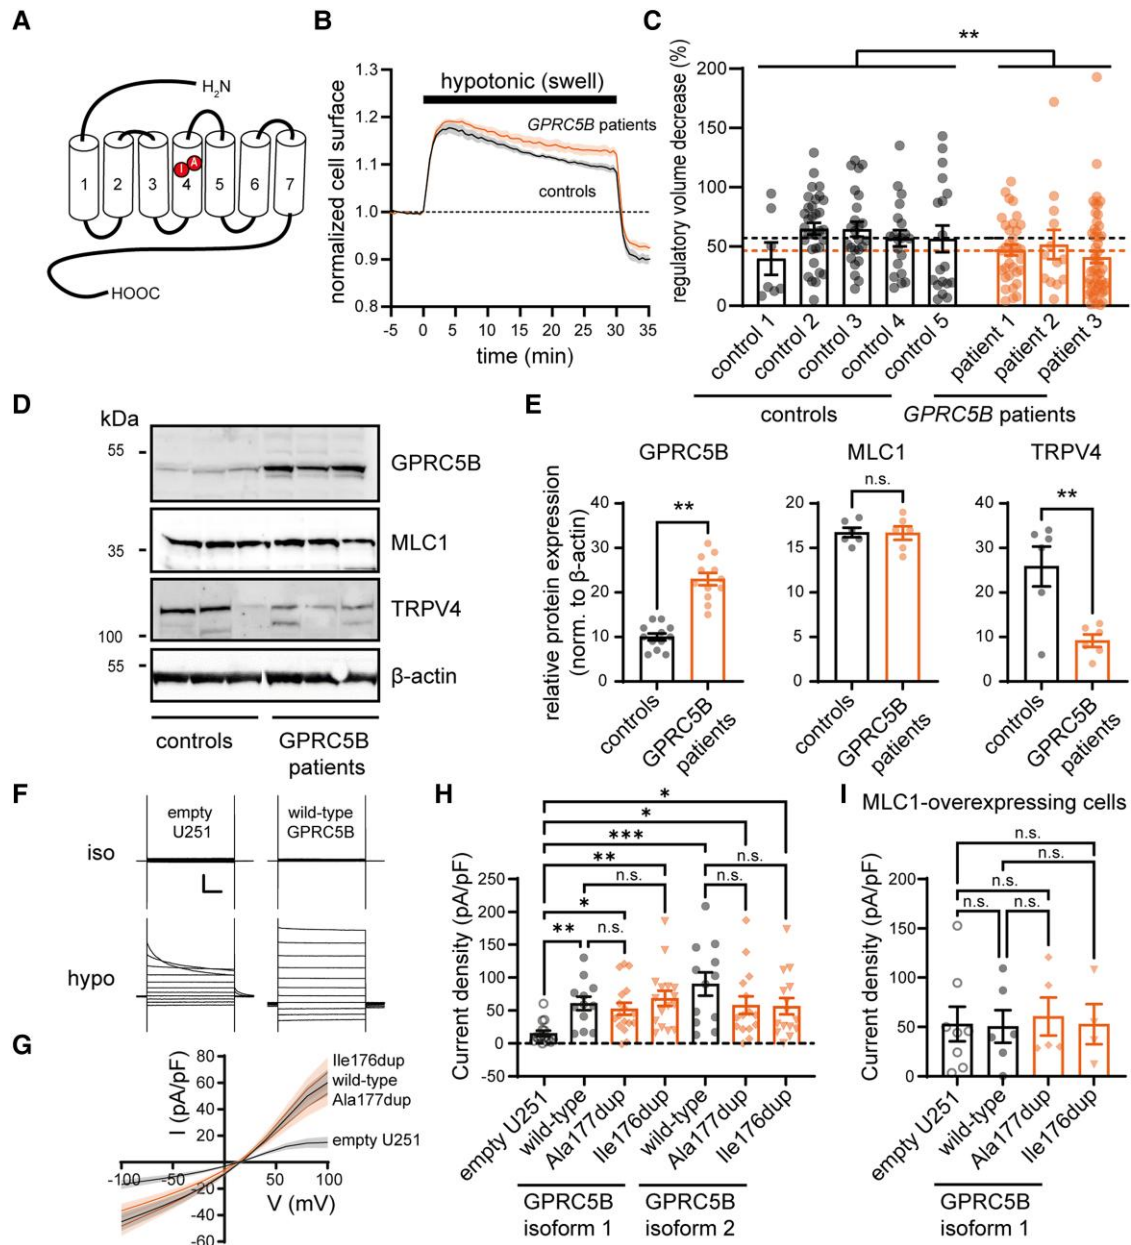 A
H2N
1 2 3 4 5 6 7
I A
HOOC
B
normalized cell surface
1.3
1.2
1.1
1.0
0.9
0.8
hypotonic (swell)
GPRC5B patients
controls
-5 0 5 10 15 20 25 30 35
time (min)
C
regulatory volume decrease (%)
200
150
100
50
0
**
control 1
control 2
control 3
control 4
control 5
patient 1
patient 2
patient 3
controls
GPRC5B patients
D
kDa
55
35
100
55
GPRC5B
MLC1
TRPV4
β-actin
controls
GPRC5B
patients
E
relative protein expression
(norm. to β-actin)
GPRC5B
40
30
20
10
0
**
controls
GPRC5B
patients
MLC1
20
15
10
5
0
n.s.
controls
GPRC5B
patients
TRPV4
40
30
20
10
0
**
controls
GPRC5B
patients
F
empty
U251
wild-type
GPRC5B
iso
hypo
G
I (pA/pF)
80
60
40
20
-20
-40
-60
-100 -50 50 100
V (mV)
Ile176dup
wild-type
Ala177dup
empty U251
H
Current density (pA/pF)
250
200
150
100
50
0
-50
*
*
***
**
n.s.
n.s.
n.s.
*
**
n.s.
empty U251
wild-type
Ala177dup
Ile176dup
wild-type
Ala177dup
Ile176dup
GPRC5B
isoform 1
GPRC5B
isoform 2
I
MLC1-overexpressing cells
Current density (pA/pF)
200
150
100
50
0
n.s.
n.s.
n.s.
n.s.
n.s.
empty U251
wild-type
Ala177dup
Ile176dup
GPRC5B
isoform 1